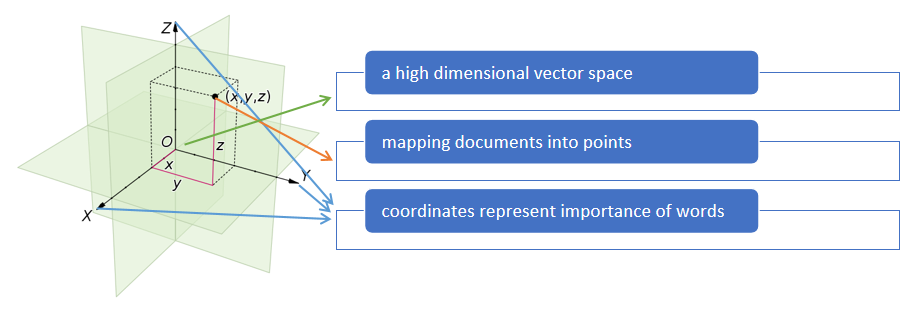 Z
a high dimensional vector space
(x,y,z)
mapping documents into points
O
z
x
y
Y
X
coordinates represent importance of words